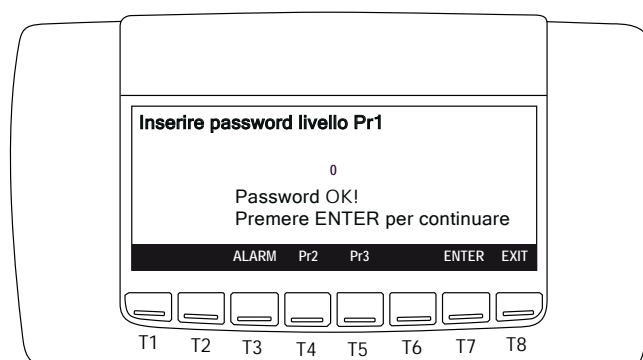 Inserire password livello Pr1
0
Password OK!
Premere ENTER per continuare
ALARM Pr2 Pr3 ENTER EXIT
T1 T2 T3 T4 T5 T6 T7 T8